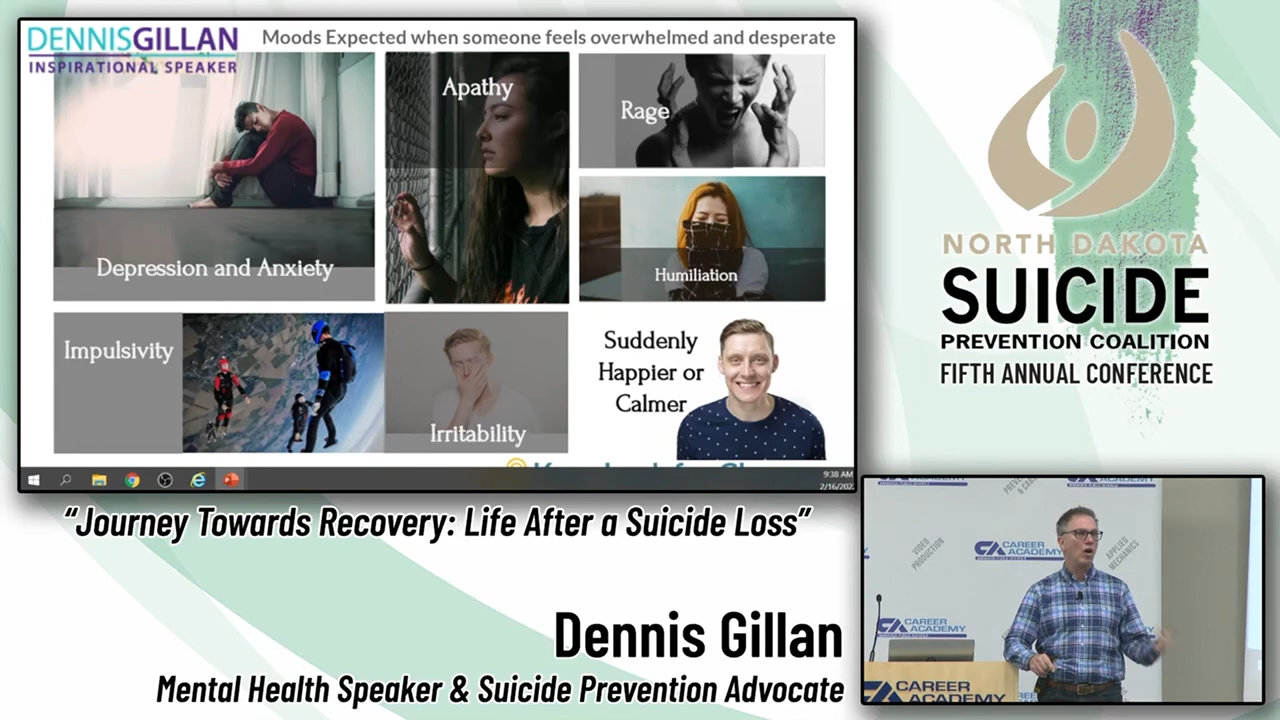 DENNISGILLAN
INSPIRATIONAL SPEAKER
Moods Expected when someone feels overwhelmed and desperate
Depression and Anxiety
Apathy
Rage
Humiliation
Impulsivity
Irritability
Suddenly
Happier or
Calmer
9:38 AM
NORTH DAKOTA
SUICIDE
PREVENTION COALITION
FIFTH ANNUAL CONFERENCE
“Journey Towards Recovery: Life After a Suicide Loss”
Dennis Gillan
Mental Health Speaker & Suicide Prevention Advocate
VIDEO
PRODUCTION
CA CAREER
ACADEMY
APPLIED
MECHANICS
CA CAREER
ACADEMY
CA CAREER
ACADEMY